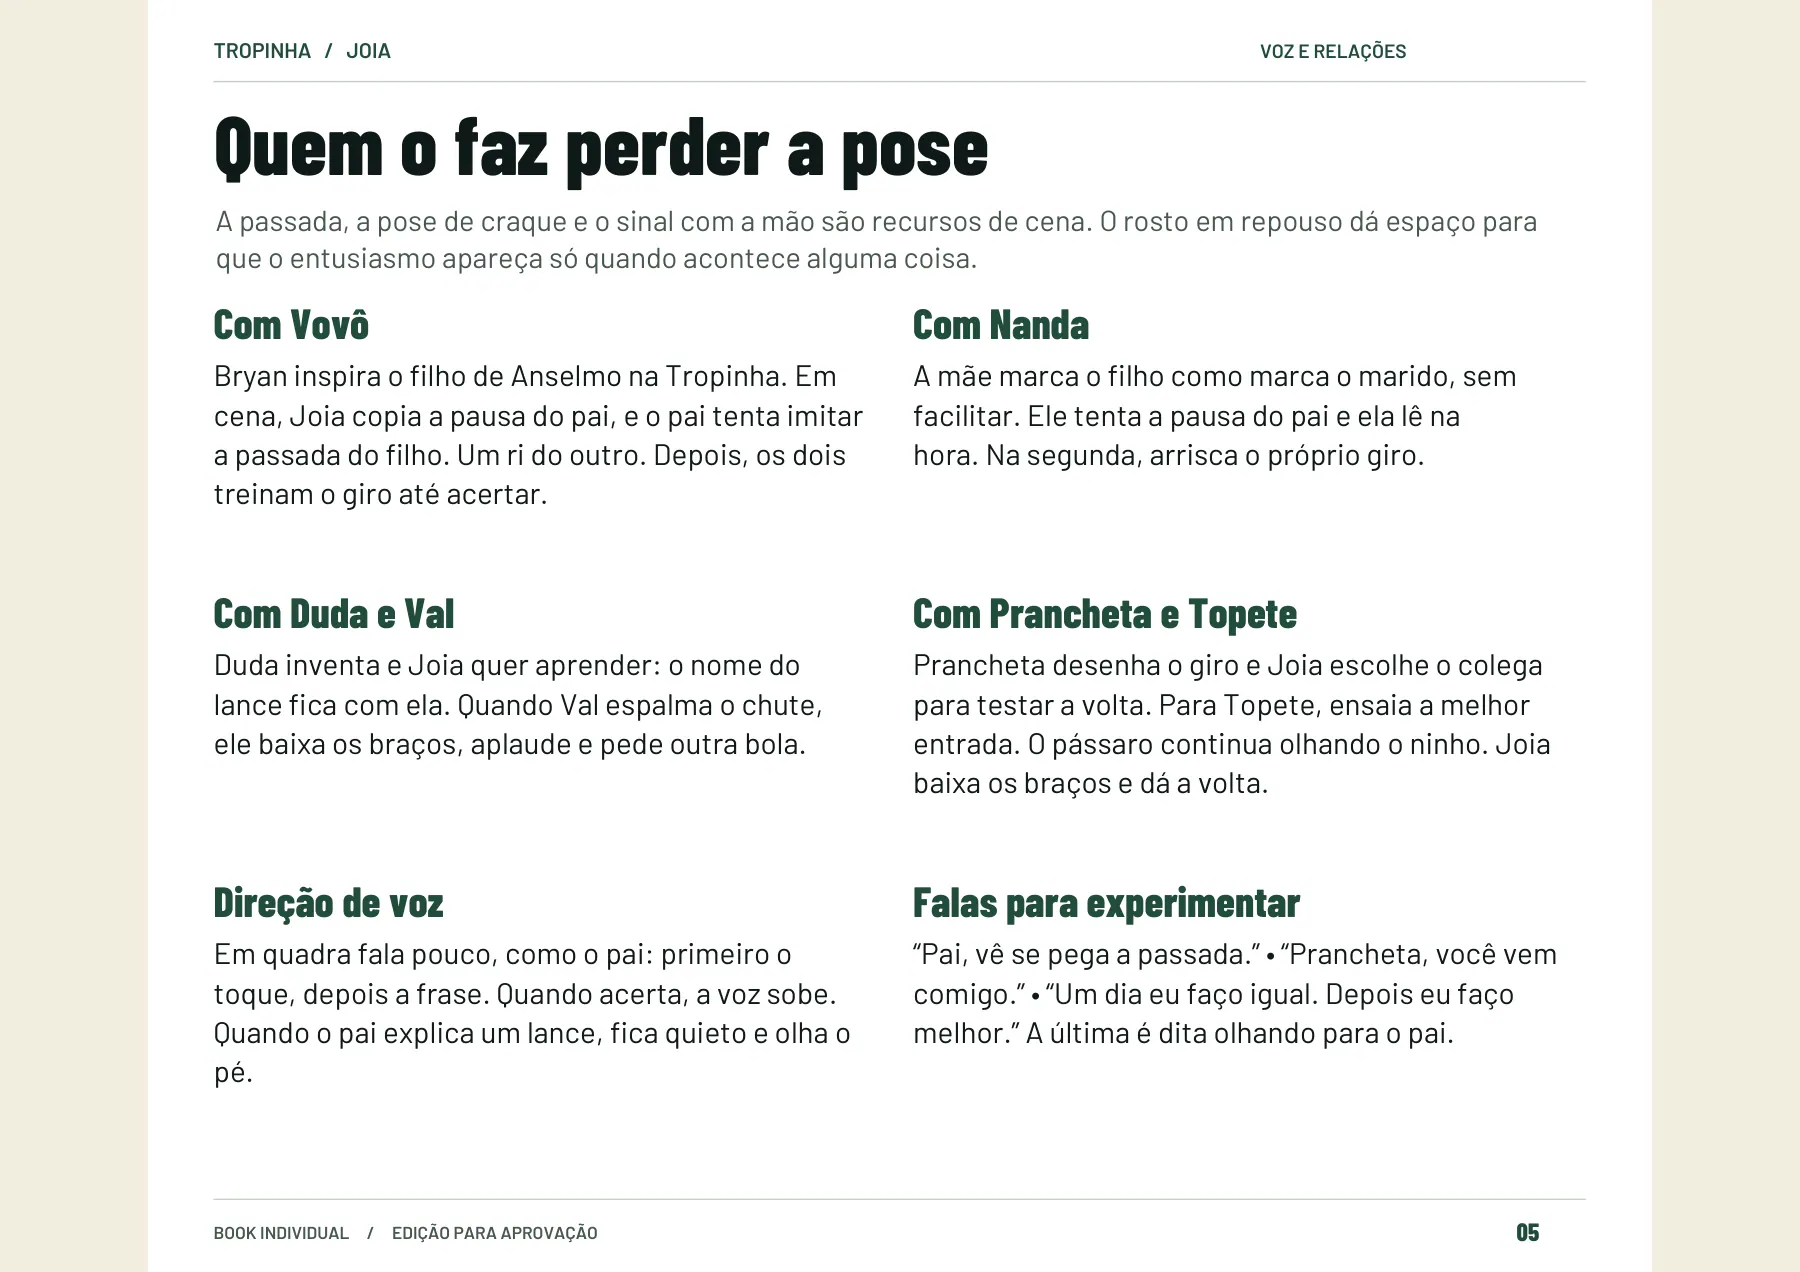 TROPINHA / JOIA
VOZ E RELAÇÕES
Quem o faz perder a pose
A passada, a pose de craque e o sinal com a mão são recursos de cena. O rosto em repouso dá espaço para
que o entusiasmo apareça só quando acontece alguma coisa.
Com Vovô
Bryan inspira o filho de Anselmo na Tropinha. Em
cena, Joia copia a pausa do pai, e o pai tenta imitar
a passada do filho. Um ri do outro. Depois, os dois
treinam o giro até acertar.
Com Nanda
A mãe marca o filho como marca o marido, sem
facilitar. Ele tenta a pausa do pai e ela lê na
hora. Na segunda, arrisca o próprio giro.
Com Duda e Val
Duda inventa e Joia quer aprender: o nome do
lance fica com ela. Quando Val espalma o chute,
ele baixa os braços, aplaude e pede outra bola.
Com Prancheta e Topete
Prancheta desenha o giro e Joia escolhe o colega
para testar a volta. Para Topete, ensaia a melhor
entrada. O pássaro continua olhando o ninho. Joia
baixa os braços e dá a volta.
Direção de voz
Em quadra fala pouco, como o pai: primeiro o
toque, depois a frase. Quando acerta, a voz sobe.
Quando o pai explica um lance, fica quieto e olha o
pé.
Falas para experimentar
“Pai, vê se pega a passada.” • “Prancheta, você vem
comigo.” • “Um dia eu faço igual. Depois eu faço
melhor.” A última é dita olhando para o pai.
BOOK INDIVIDUAL / EDIÇÃO PARA APROVAÇÃO
05